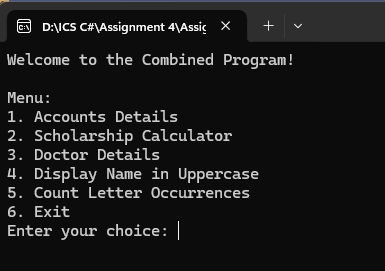 D:\ICS C#\Assignment 4\Assig
Welcome to the Combined Program!
Menu:
1. Accounts Details
2. Scholarship Calculator
3. Doctor Details
4. Display Name in Uppercase
5. Count Letter Occurrences
6. Exit
Enter your choice: